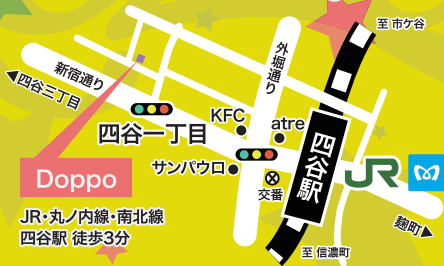 至 市ケ谷
外堀通り
新宿通り
◀四谷三丁目
KFC
atre
四谷一丁目
サンパウロ
四谷駅
JR
交番
Doppo
麹町▶
JR・丸ノ内線・南北線
四谷駅 徒歩3分
至 信濃町